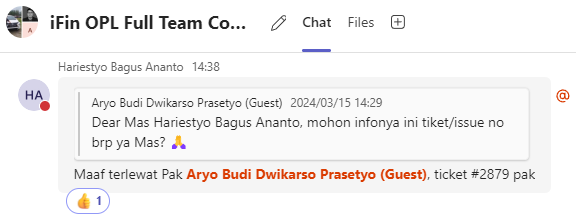 iFin OPL Full Team Co...
Chat
Files
A
Hariestyo Bagus Ananto 14:38
HA
Aryo Budi Dwikarso Prasetyo (Guest) 2024/03/15 14:29
@
Dear Mas Hariestyo Bagus Ananto, mohon infonya ini tiket/issue no
brp ya Mas? 🙏
Maaf terlewat Pak Aryo Budi Dwikarso Prasetyo (Guest), ticket #2879 pak
👍 1